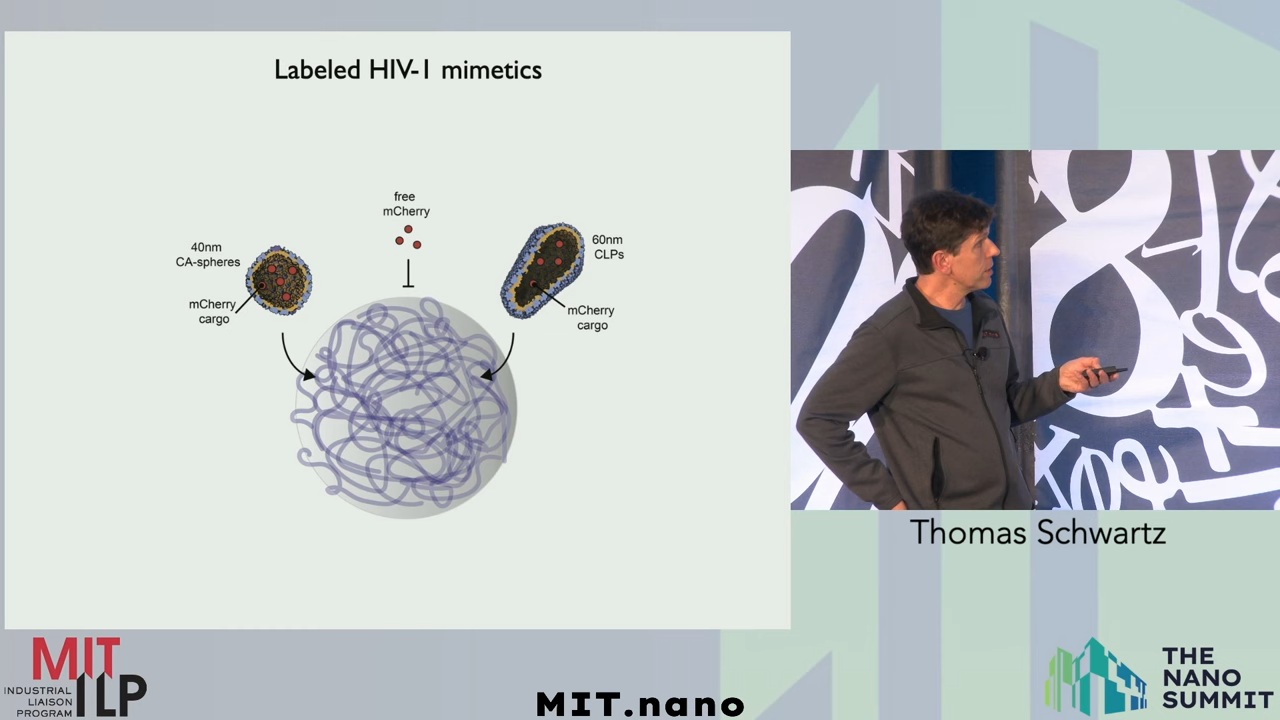 Labeled HIV-1 mimetics
free
mCherry
40nm
CA-spheres
60nm
CLPs
mCherry
cargo
mCherry
cargo
Thomas Schwartz
MIT
ILP
INDUSTRIAL
LIAISON
PROGRAM
MIT.nano
THE
NANO
SUMMIT